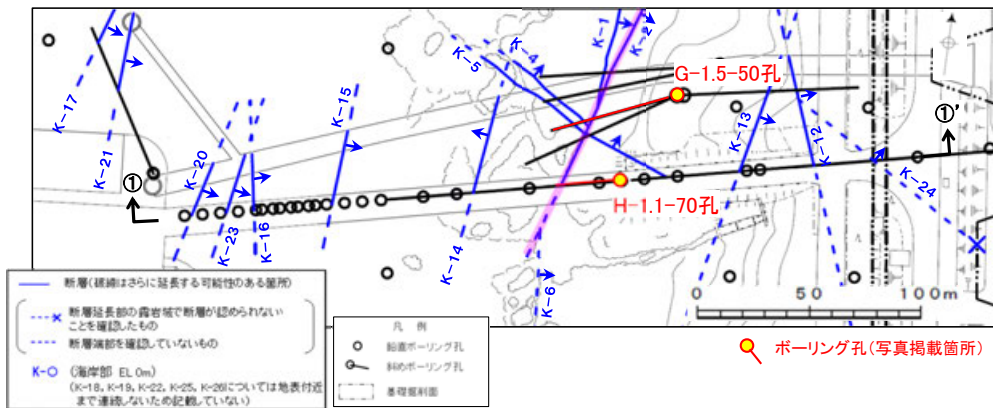 K-1
K-2
K-4
K-5
G-1.5-50孔
K-17
K-15
K-21
K-20
K-13
K-12
①
①’
K-24
H-1.1-70孔
K-23
K-16
K-14
K-6
0 50 100m
断層(破線はさらに延長する可能性のある箇所)
断層延長部の露岩域で断層が認められない
ことを確認したもの
断層端部を確認していないもの
K-○ (海岸部 EL 0m)
(K-18, K-19, K-22, K-25, K-26については地表付近
まで連続しないため記載していない)
凡 例
鉛直ボーリング孔
斜めボーリング孔
基礎掘削面
ボーリング孔(写真掲載箇所)